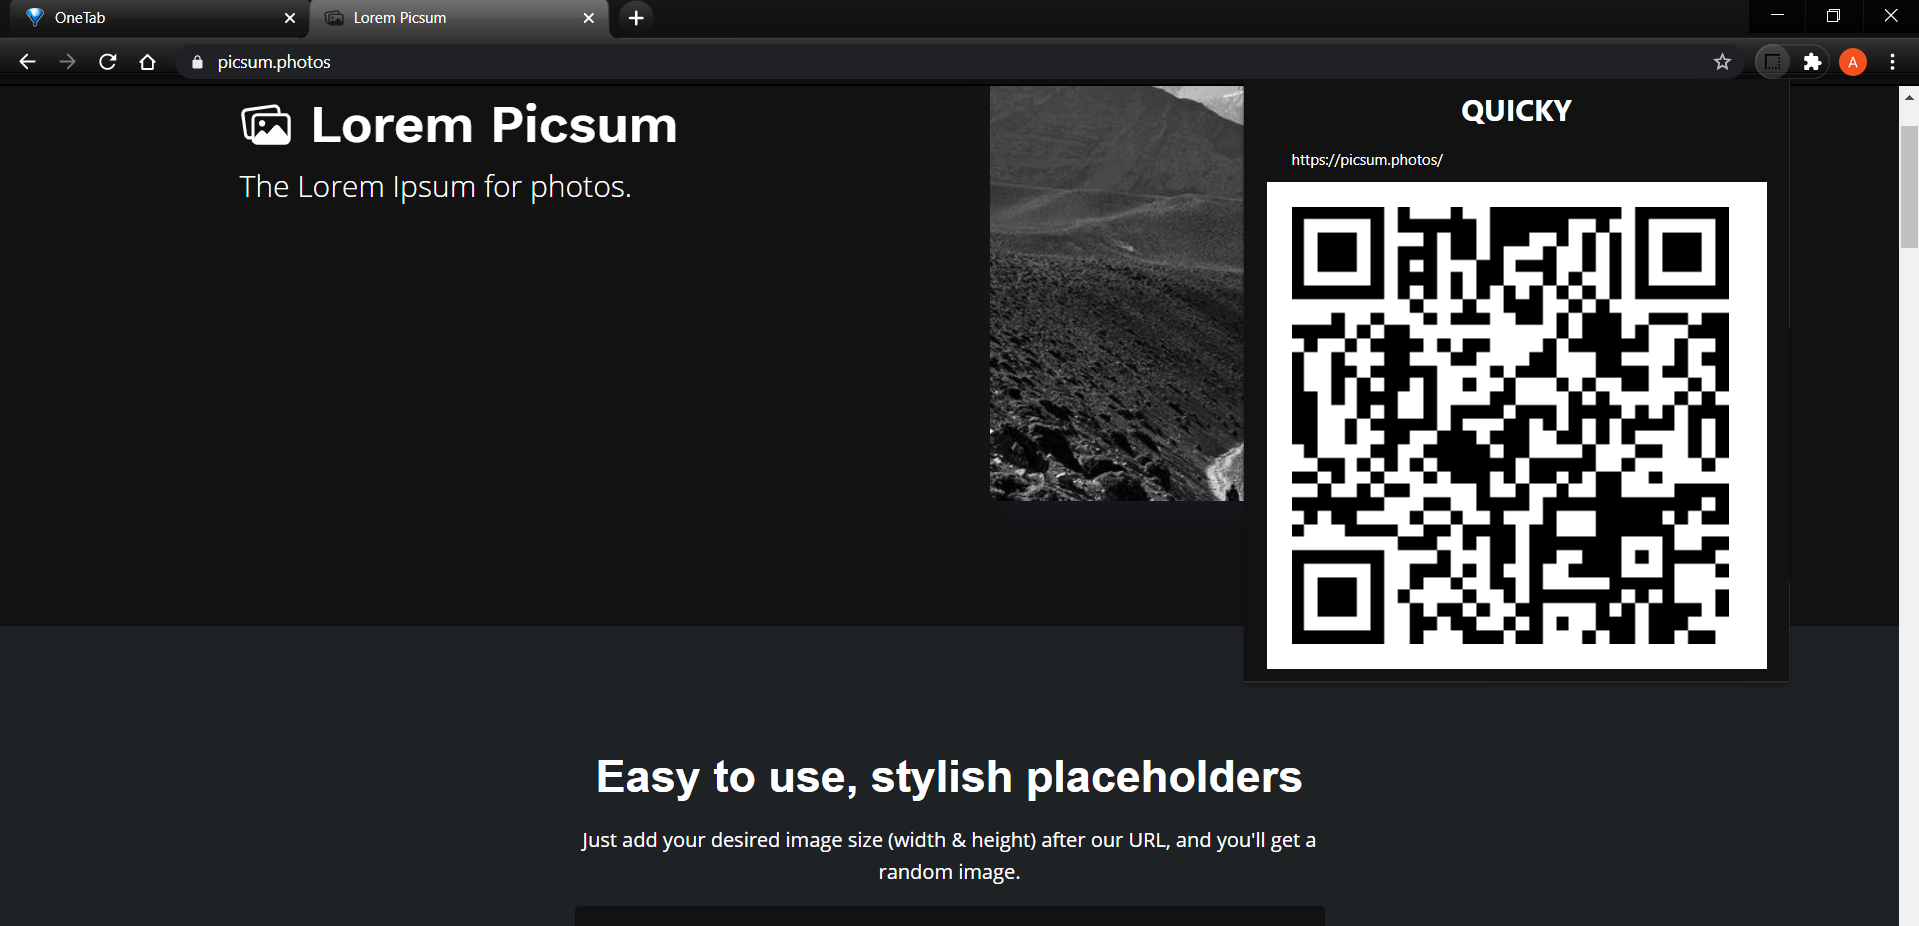 OneTab
Lorem Picsum
picsum.photos
A
Lorem Picsum
The Lorem Ipsum for photos.
QUICKY
https://picsum.photos/
Easy to use, stylish placeholders
Just add your desired image size (width & height) after our URL, and you'll get a
random image.